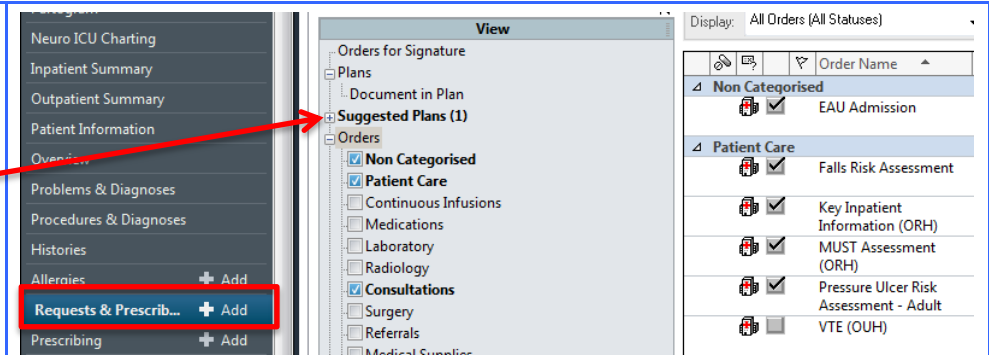 Neuro ICU Charting
Inpatient Summary
Outpatient Summary
Patient Information
Overview
Problems & Diagnoses
Procedures & Diagnoses
Histories
Allergies + Add
Requests & Prescrib... + Add
Prescribing + Add
View
Orders for Signature
Plans
Document in Plan
Suggested Plans (1)
Orders
Non Categorised
Patient Care
Continuous Infusions
Medications
Laboratory
Radiology
Consultations
Surgery
Referrals
Medical Supplies
Display: All Orders (All Statuses)
Order Name
Non Categorised
EAU Admission
Patient Care
Falls Risk Assessment
Key Inpatient
Information (ORH)
MUST Assessment
(ORH)
Pressure Ulcer Risk
Assessment - Adult
VTE (OUH)